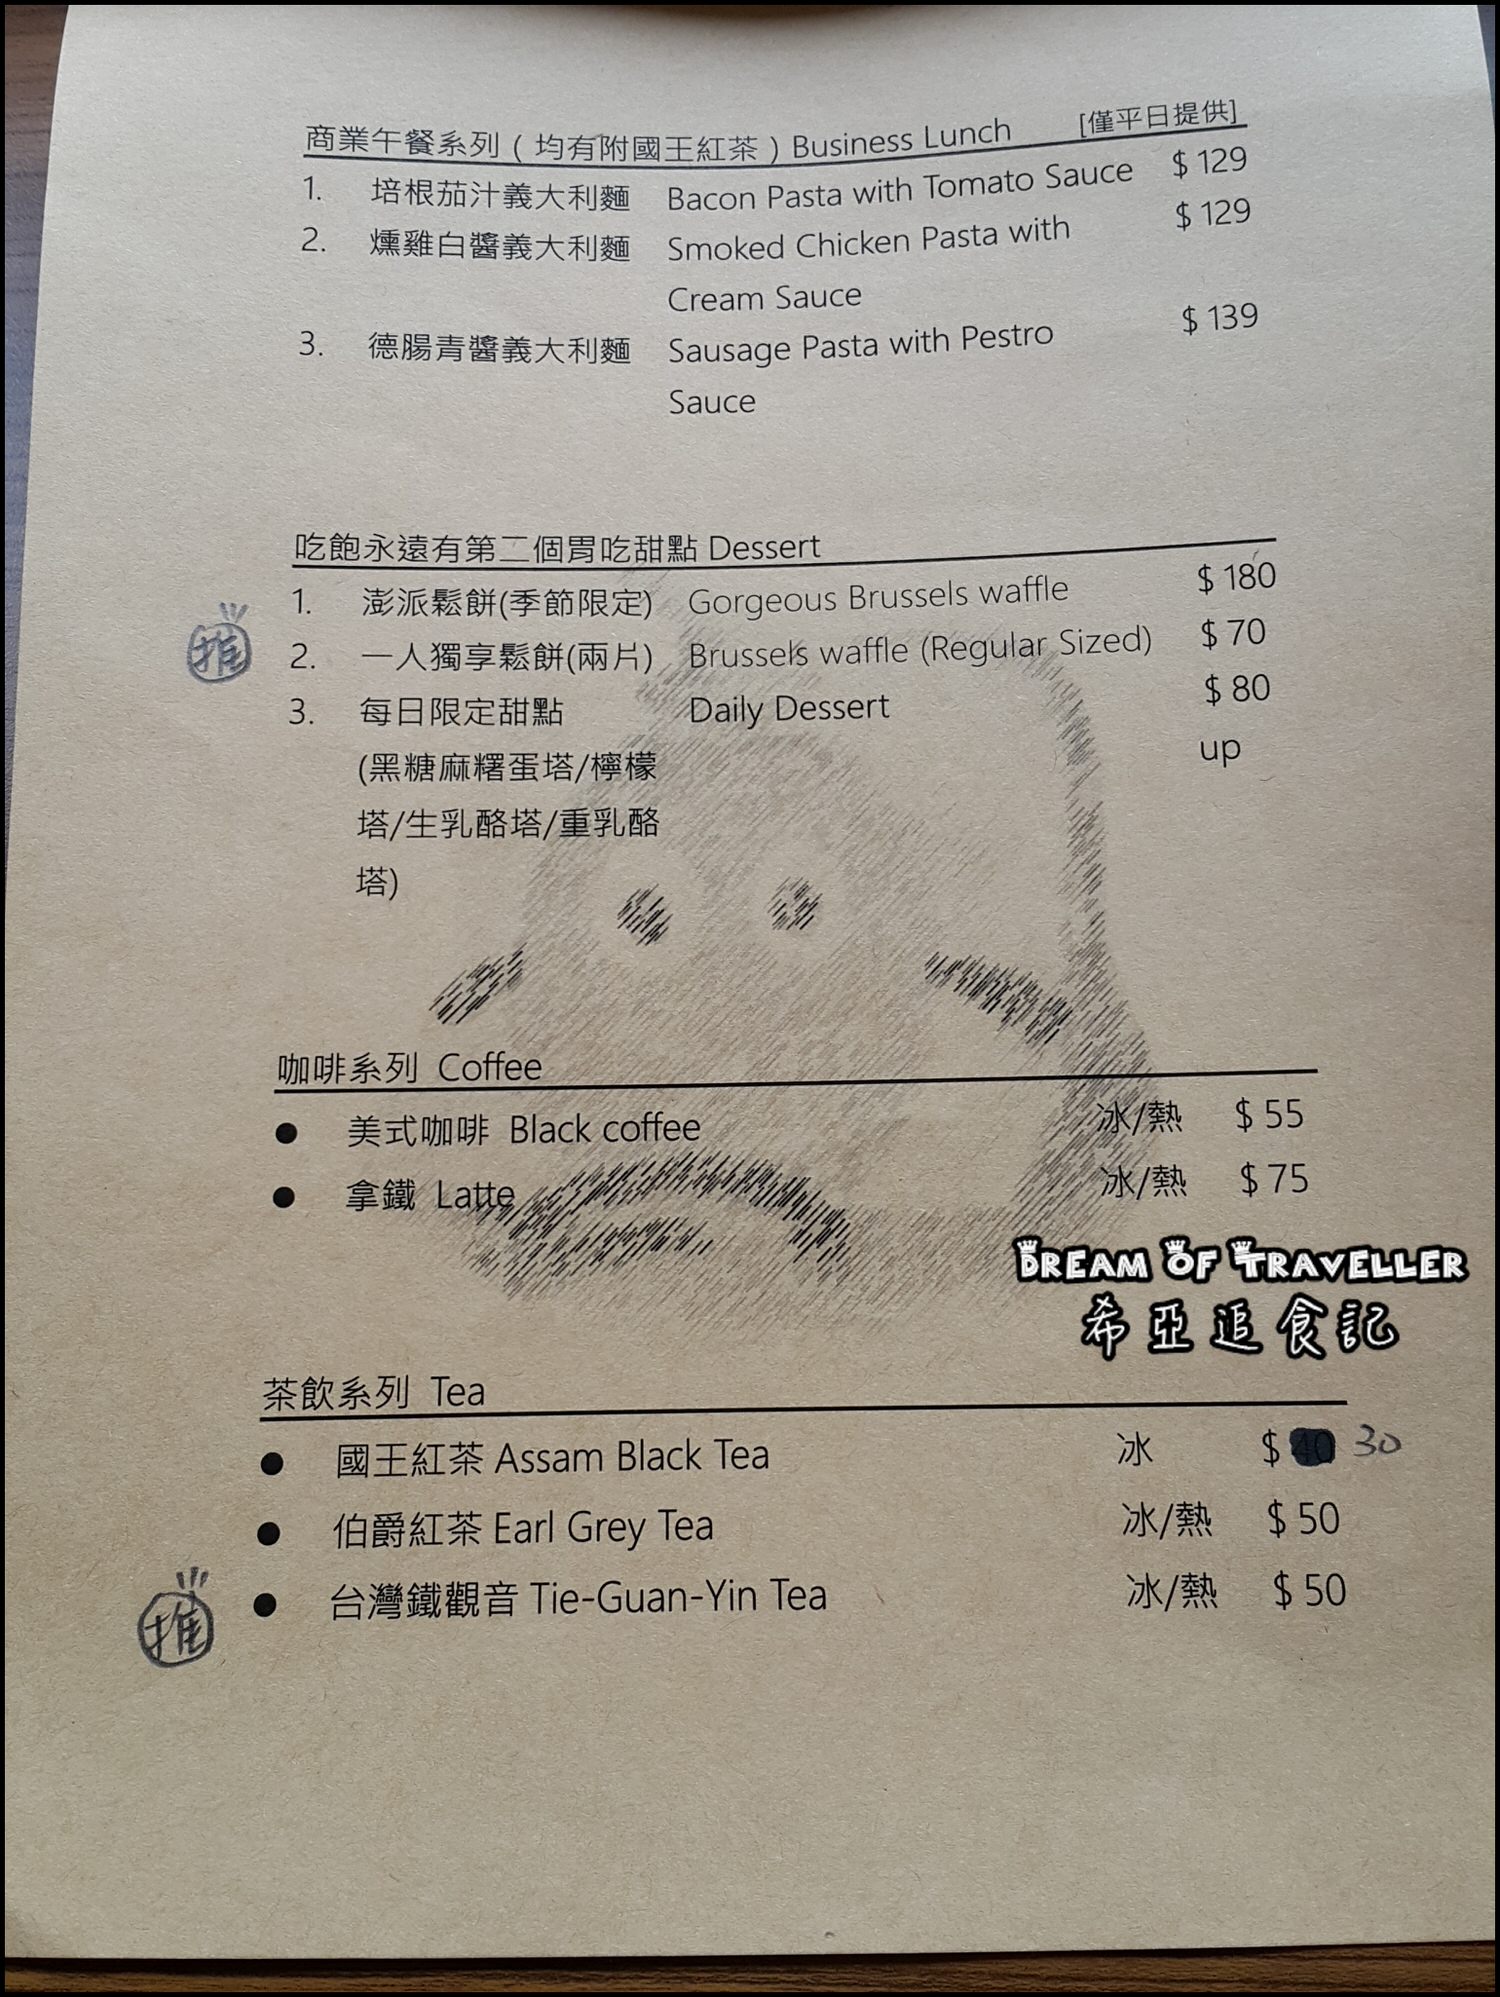 商業午餐系列（均有附國王紅茶）Business Lunch [僅平日提供]
1. 培根茄汁義大利麵 Bacon Pasta with Tomato Sauce $ 129
2. 燻雞白醬義大利麵 Smoked Chicken Pasta with $ 129
Cream Sauce
3. 德腸青醬義大利麵 Sausage Pasta with Pestro $ 139
Sauce
吃飽永遠有第二個胃吃甜點 Dessert
1. 澎派鬆餅(季節限定) Gorgeous Brussels waffle $ 180
推 2. 一人獨享鬆餅(兩片) Brussels waffle (Regular Sized) $ 70
3. 每日限定甜點 Daily Dessert $ 80
(黑糖麻糬蛋塔/檸檬 up
塔/生乳酪塔/重乳酪
塔)
咖啡系列 Coffee
● 美式咖啡 Black coffee 冰/熱 $ 55
● 拿鐵 Latte 冰/熱 $ 75
DREAM OF TRAVELLER
希亞追食記
茶飲系列 Tea
● 國王紅茶 Assam Black Tea 冰 $ 40 30
● 伯爵紅茶 Earl Grey Tea 冰/熱 $ 50
推 ● 台灣鐵觀音 Tie-Guan-Yin Tea 冰/熱 $ 50